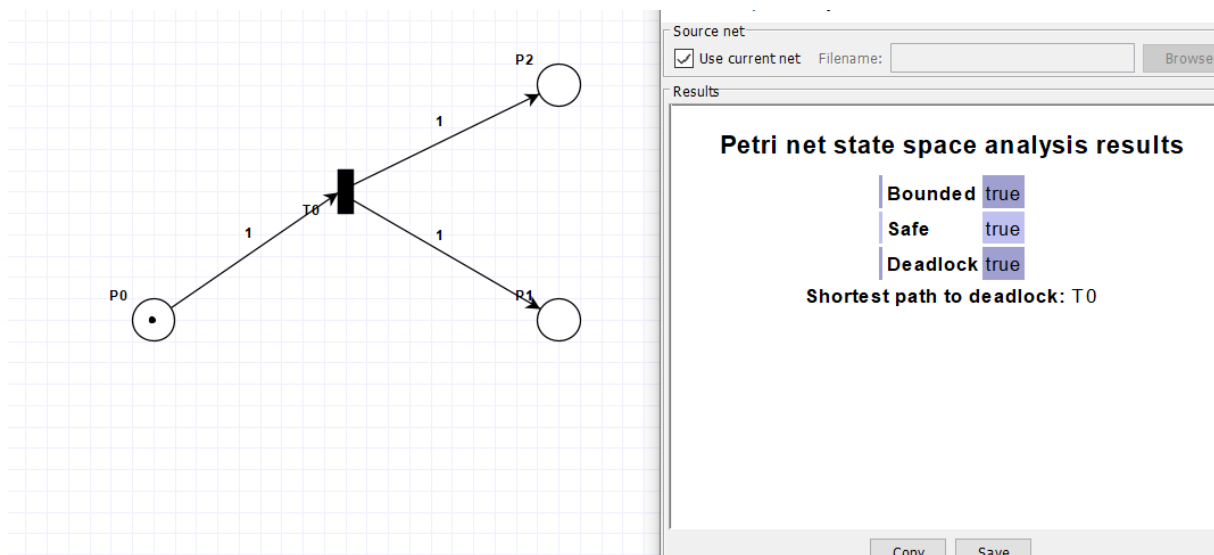 P2
1
T0
1
1
P0
P1
Source net
Use current net Filename: Browse
Results
Petri net state space analysis results
Bounded true
Safe true
Deadlock true
Shortest path to deadlock: T0
Copy Save